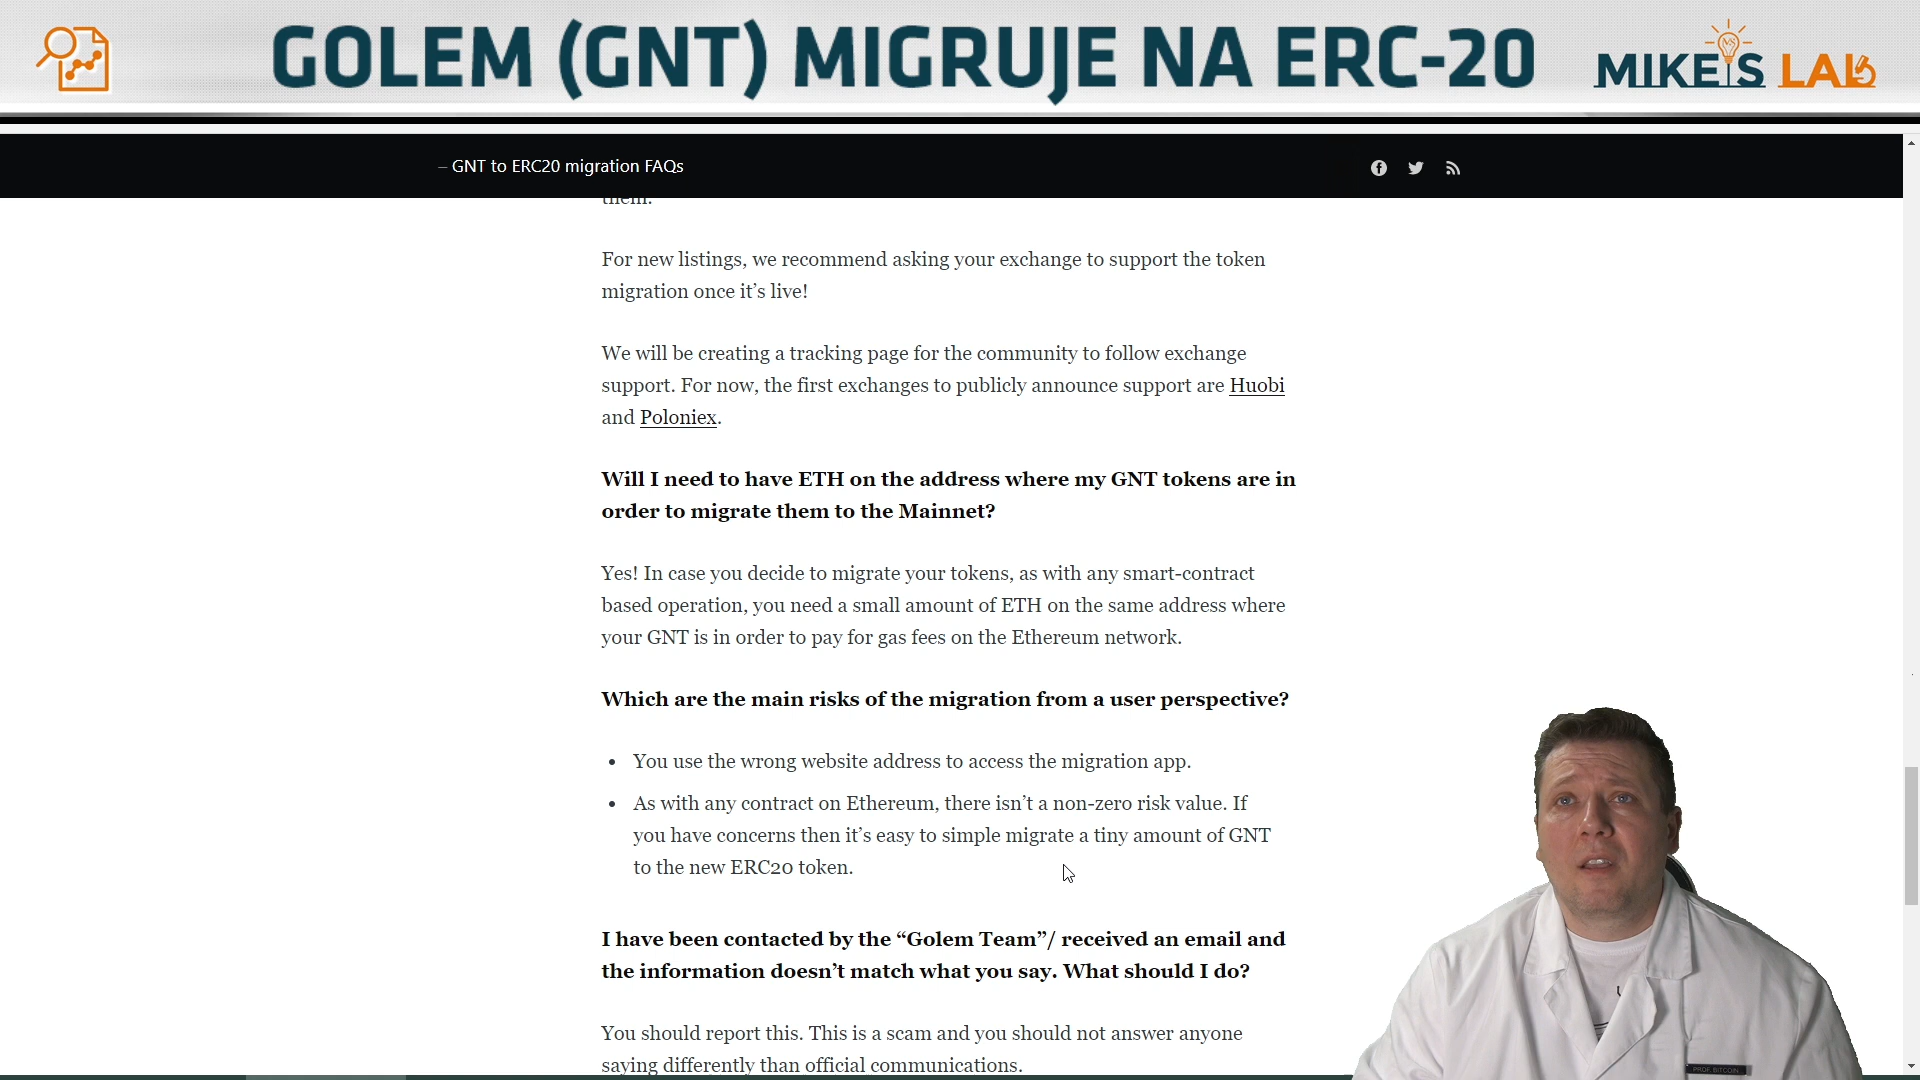 GOLEM (GNT) MIGRUJE NA ERC-20
MIKE'S LAB
– GNT to ERC20 migration FAQs
them.
For new listings, we recommend asking your exchange to support the token
migration once it’s live!
We will be creating a tracking page for the community to follow exchange
support. For now, the first exchanges to publicly announce support are Huobi
and Poloniex.
Will I need to have ETH on the address where my GNT tokens are in
order to migrate them to the Mainnet?
Yes! In case you decide to migrate your tokens, as with any smart-contract
based operation, you need a small amount of ETH on the same address where
your GNT is in order to pay for gas fees on the Ethereum network.
Which are the main risks of the migration from a user perspective?
• You use the wrong website address to access the migration app.
• As with any contract on Ethereum, there isn’t a non-zero risk value. If
you have concerns then it’s easy to simple migrate a tiny amount of GNT
to the new ERC20 token.
I have been contacted by the “Golem Team”/ received an email and
the information doesn’t match what you say. What should I do?
You should report this. This is a scam and you should not answer anyone
saying differently than official communications.
PROF. BITCOIN